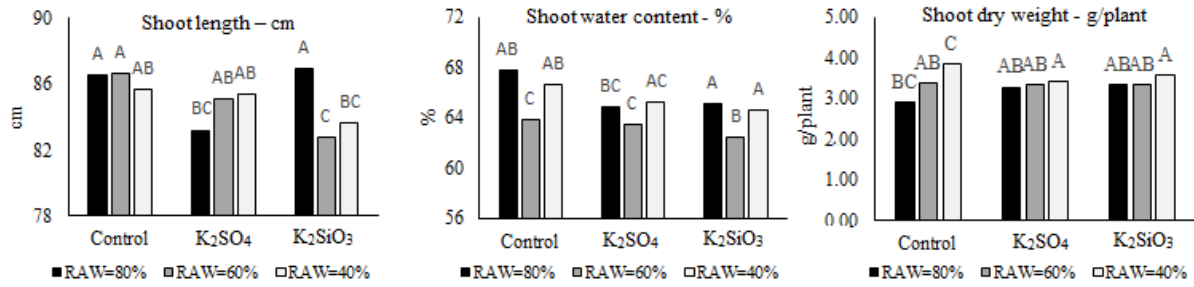 Shoot length – cm
90
86
82
78
cm
A A AB
BC AB AB
A C BC
Control K₂SO₄ K₂SiO₃
RAW=80% RAW=60% RAW=40%
Shoot water content - %
72
68
64
60
56
%
AB C AB
BC C AC
A B A
Control K₂SO₄ K₂SiO₃
RAW=80% RAW=60% RAW=40%
Shoot dry weight - g/plant
5.00
4.00
3.00
2.00
1.00
0.00
g/plant
BC AB C
AB AB A
AB AB A
Control K₂SO₄ K₂SiO₃
RAW=80% RAW=60% RAW=40%